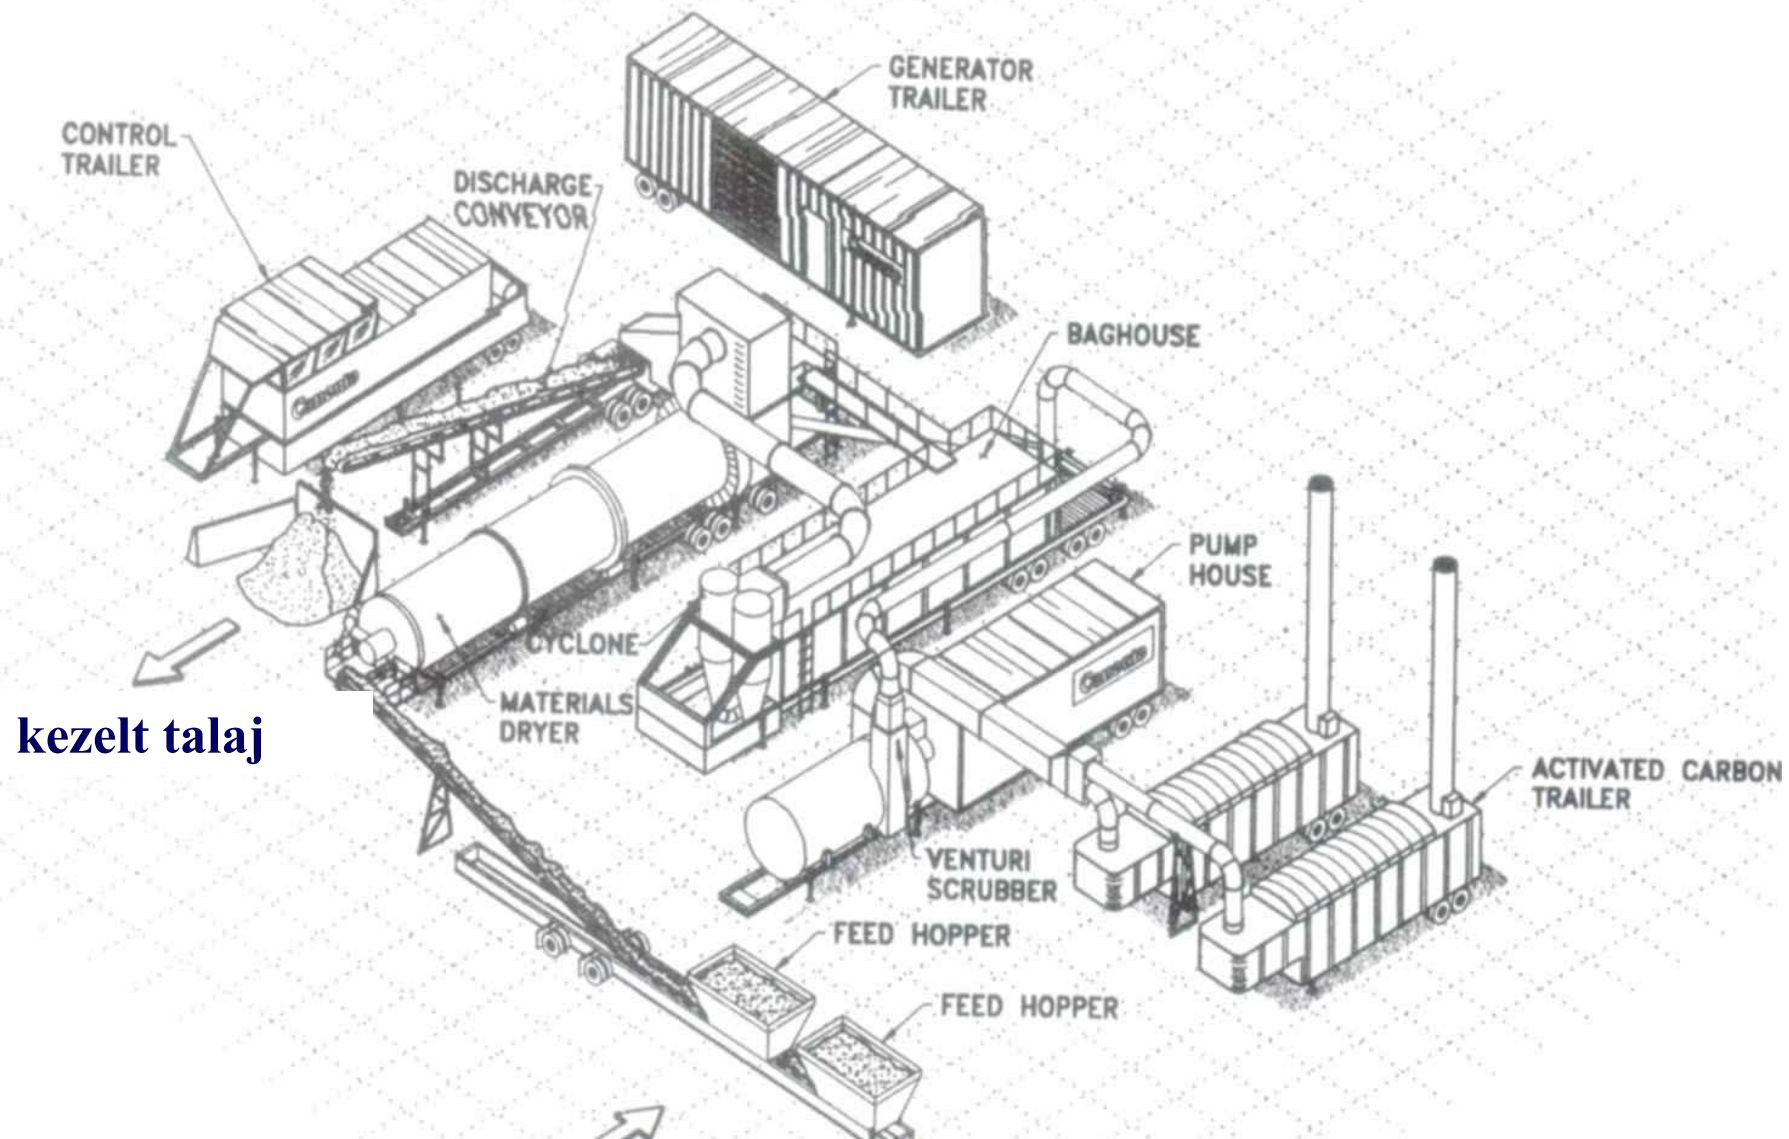 GENERATOR
TRAILER
CONTROL
TRAILER
DISCHARGE
CONVEYOR
BAGHOUSE
PUMP
HOUSE
CYCLONE
MATERIALS
DRYER
kezelt talaj
ACTIVATED CARBON
TRAILER
VENTURI
SCRUBBER
FEED HOPPER
FEED HOPPER